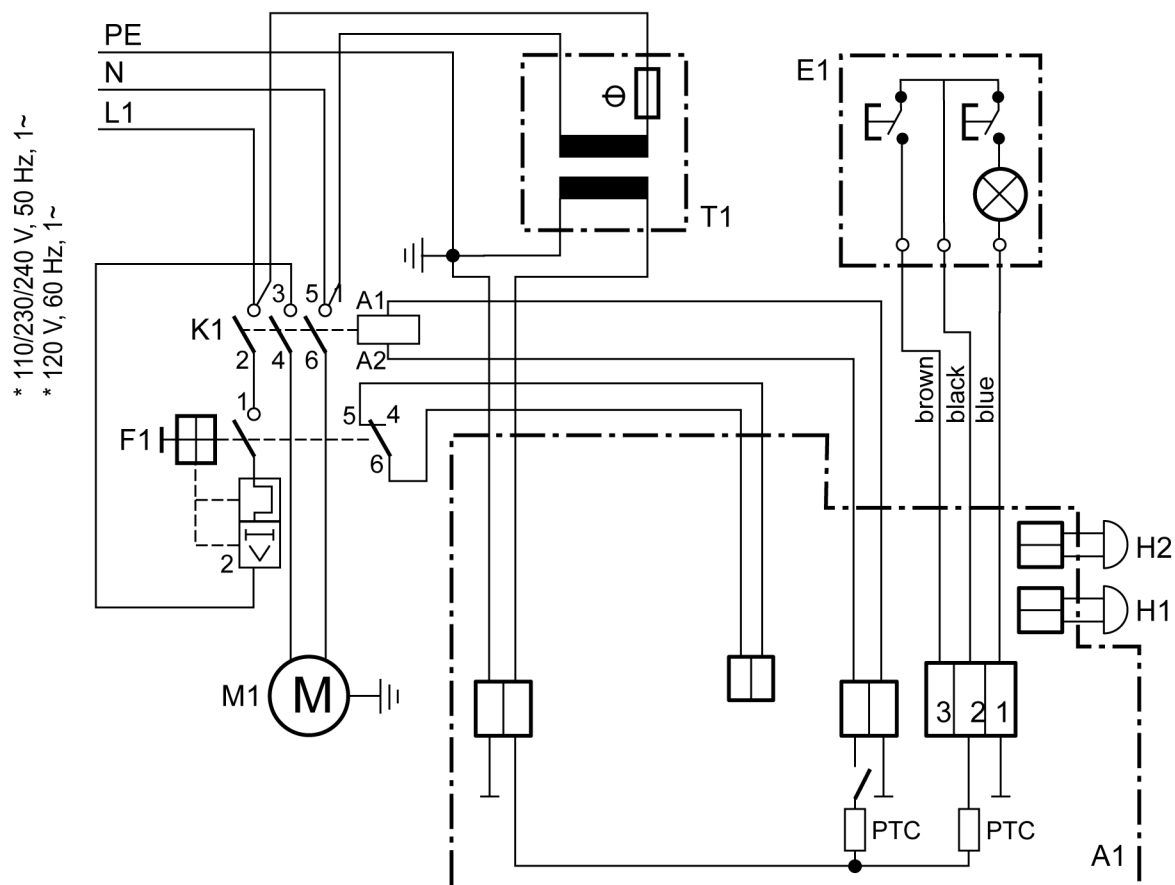 PE
N
L1
* 110/230/240 V, 50 Hz, 1~
* 120 V, 60 Hz, 1~
Θ
T1
E1
3
5
K1
2
4
6
A1
A2
1
5
4
F1
6
2
brown
black
blue
H2
H1
M1
M
3
2
1
PTC
PTC
A1